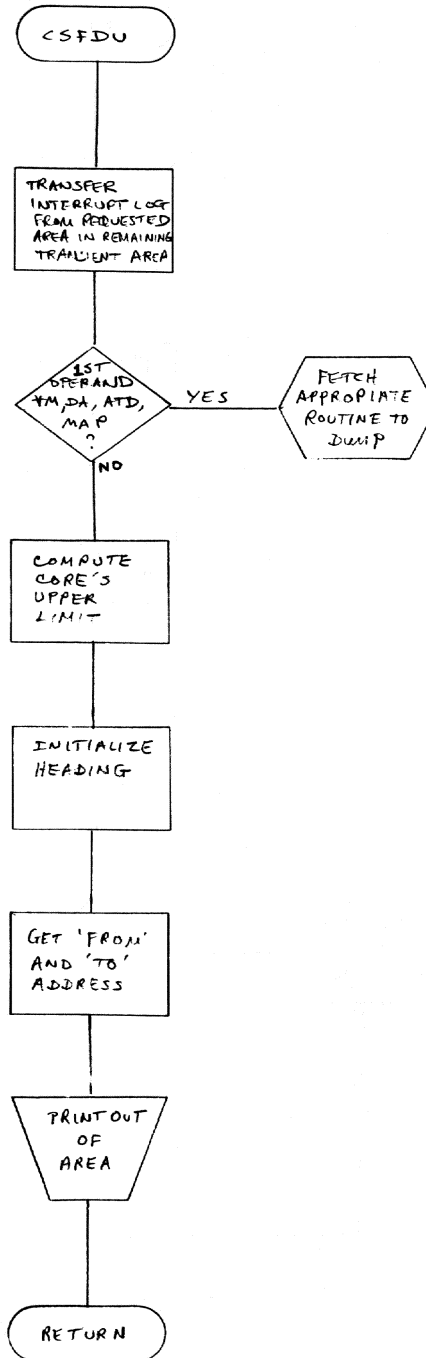 CSFDU
TRANSFER
INTERRUPT LOG
FROM REQUESTED
AREA IN REMAINING
TRANSIENT AREA
1ST
OPERAND
VM, DA, ATD,
MAP
?
YES
FETCH
APPROPIATE
ROUTINE TO
DUMP
NO
COMPUTE
CORE'S
UPPER
LIMIT
INITIALIZE
HEADING
GET 'FROM'
AND 'TO'
ADDRESS
PRINTOUT
OF
AREA
RETURN